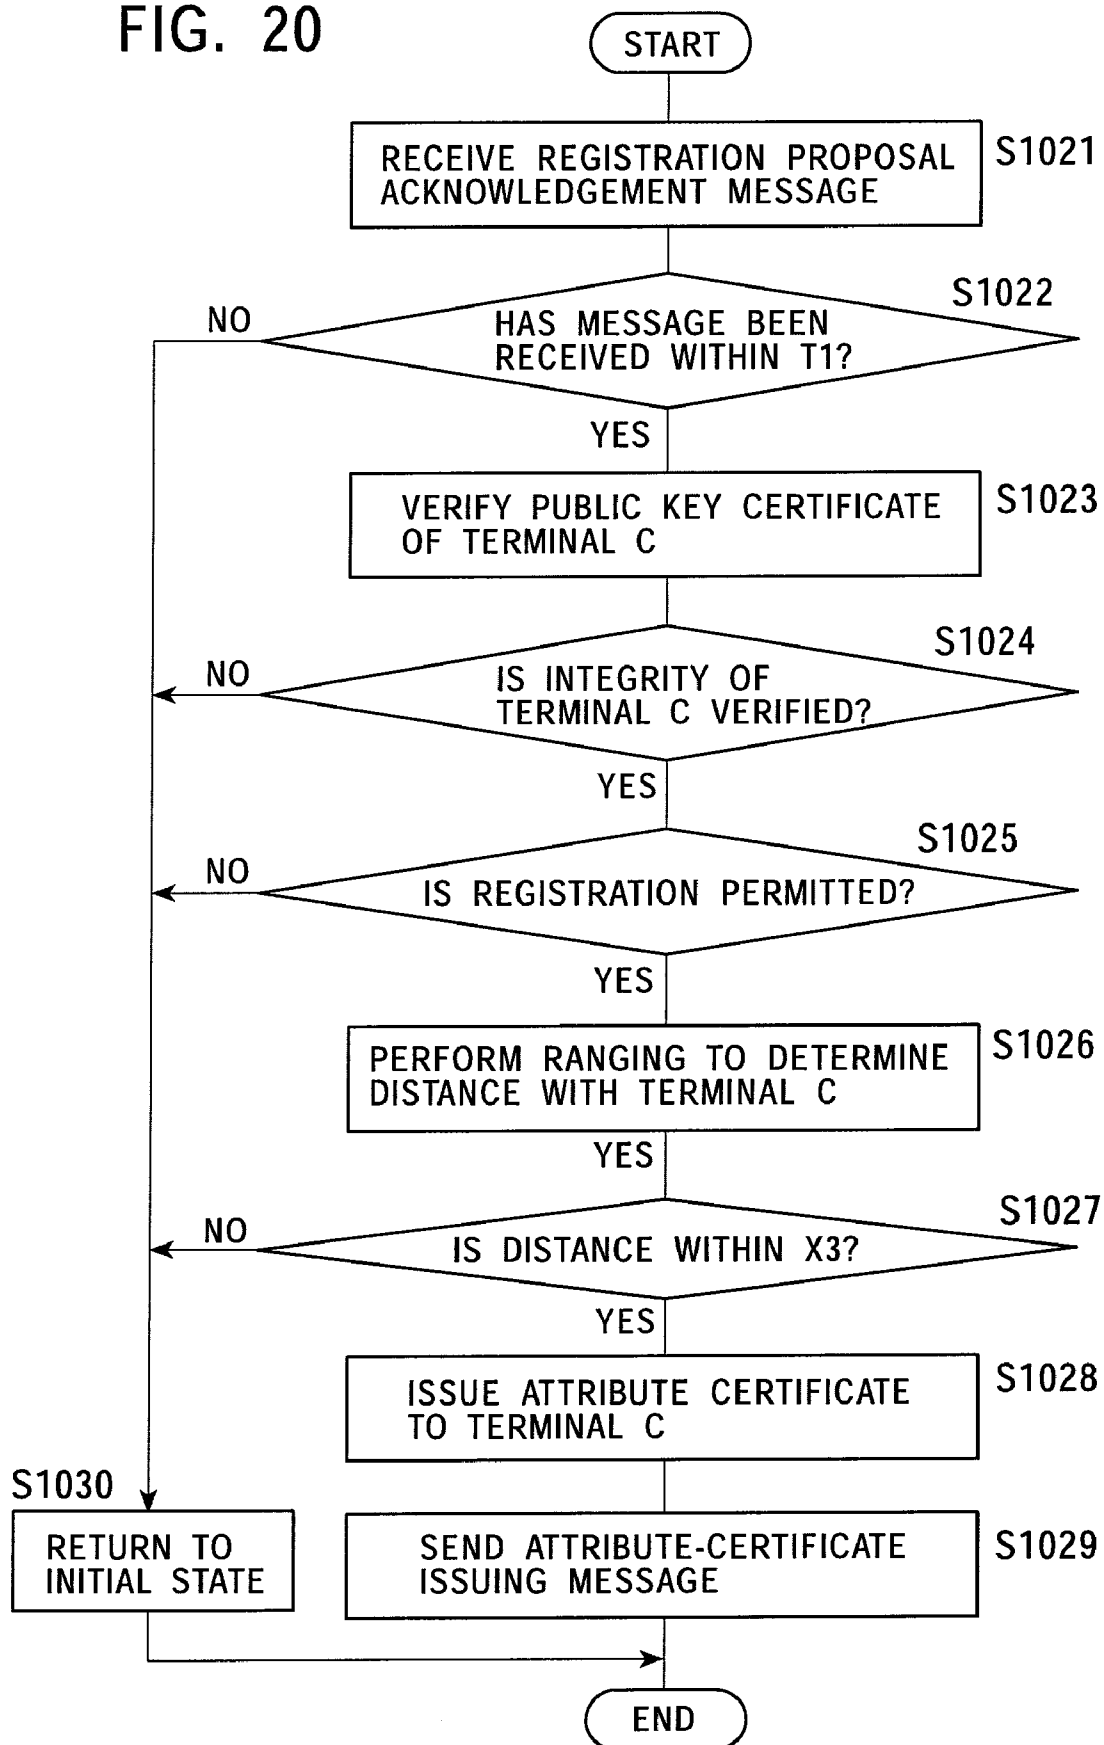 FIG. 20
START
RECEIVE REGISTRATION PROPOSAL
ACKNOWLEDGEMENT MESSAGE
S1021
S1022
NO
HAS MESSAGE BEEN
RECEIVED WITHIN T1?
YES
VERIFY PUBLIC KEY CERTIFICATE
OF TERMINAL C
S1023
S1024
NO
IS INTEGRITY OF
TERMINAL C VERIFIED?
YES
S1025
NO
IS REGISTRATION PERMITTED?
YES
PERFORM RANGING TO DETERMINE
DISTANCE WITH TERMINAL C
S1026
YES
S1027
NO
IS DISTANCE WITHIN X3?
YES
ISSUE ATTRIBUTE CERTIFICATE
TO TERMINAL C
S1028
S1030
RETURN TO
INITIAL STATE
SEND ATTRIBUTE-CERTIFICATE
ISSUING MESSAGE
S1029
END